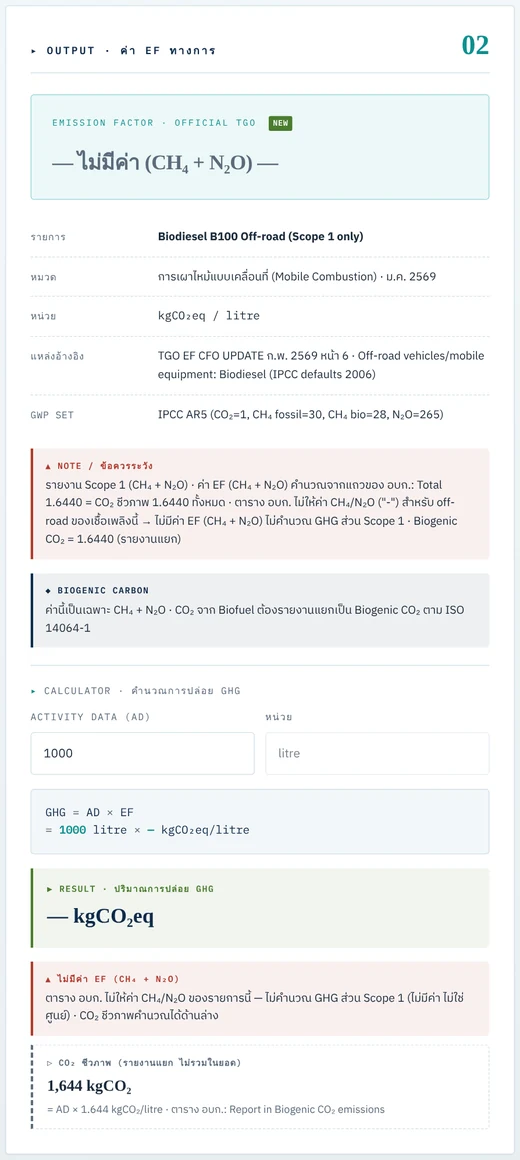 ▸ OUTPUT · ค่า EF ทางการ
02
EMISSION FACTOR · OFFICIAL TGO NEW
— ไม่มีค่า (CH₄ + N₂O) —
รายการ Biodiesel B100 Off-road (Scope 1 only)
หมวด การเผาไหม้แบบเคลื่อนที่ (Mobile Combustion) · ม.ค. 2569
หน่วย kgCO₂eq / litre
แหล่งอ้างอิง TGO EF CFO UPDATE ก.พ. 2569 หน้า 6 · Off-road vehicles/mobile
equipment: Biodiesel (IPCC defaults 2006)
GWP SET IPCC AR5 (CO₂=1, CH₄ fossil=30, CH₄ bio=28, N₂O=265)
▲ NOTE / ข้อควรระวัง
รายงาน Scope 1 (CH₄ + N₂O) · ค่า EF (CH₄ + N₂O) คำนวณจากแถวของ อบก.: Total
1.6440 = CO₂ ชีวภาพ 1.6440 ทั้งหมด · ตาราง อบก. ไม่ให้ค่า CH₄/N₂O ("-") สำหรับ off-
road ของเชื้อเพลิงนี้ → ไม่มีค่า EF (CH₄ + N₂O) ไม่คำนวณ GHG ส่วน Scope 1 · Biogenic
CO₂ = 1.6440 (รายงานแยก)
◆ BIOGENIC CARBON
ค่านี้เป็นเฉพาะ CH₄ + N₂O · CO₂ จาก Biofuel ต้องรายงานแยกเป็น Biogenic CO₂ ตาม ISO
14064-1
▸ CALCULATOR · คำนวณการปล่อย GHG
ACTIVITY DATA (AD) หน่วย
1000 litre
GHG = AD × EF
= 1000 litre × — kgCO₂eq/litre
▶ RESULT · ปริมาณการปล่อย GHG
— kgCO₂eq
▲ ไม่มีค่า EF (CH₄ + N₂O)
ตาราง อบก. ไม่ให้ค่า CH₄/N₂O ของรายการนี้ — ไม่คำนวณ GHG ส่วน Scope 1 (ไม่มีค่า ไม่ใช่
ศูนย์) · CO₂ ชีวภาพคำนวณได้ด้านล่าง
▷ CO₂ ชีวภาพ (รายงานแยก ไม่รวมในยอด)
1,644 kgCO₂
= AD × 1.644 kgCO₂/litre · ตาราง อบก.: Report in Biogenic CO₂ emissions